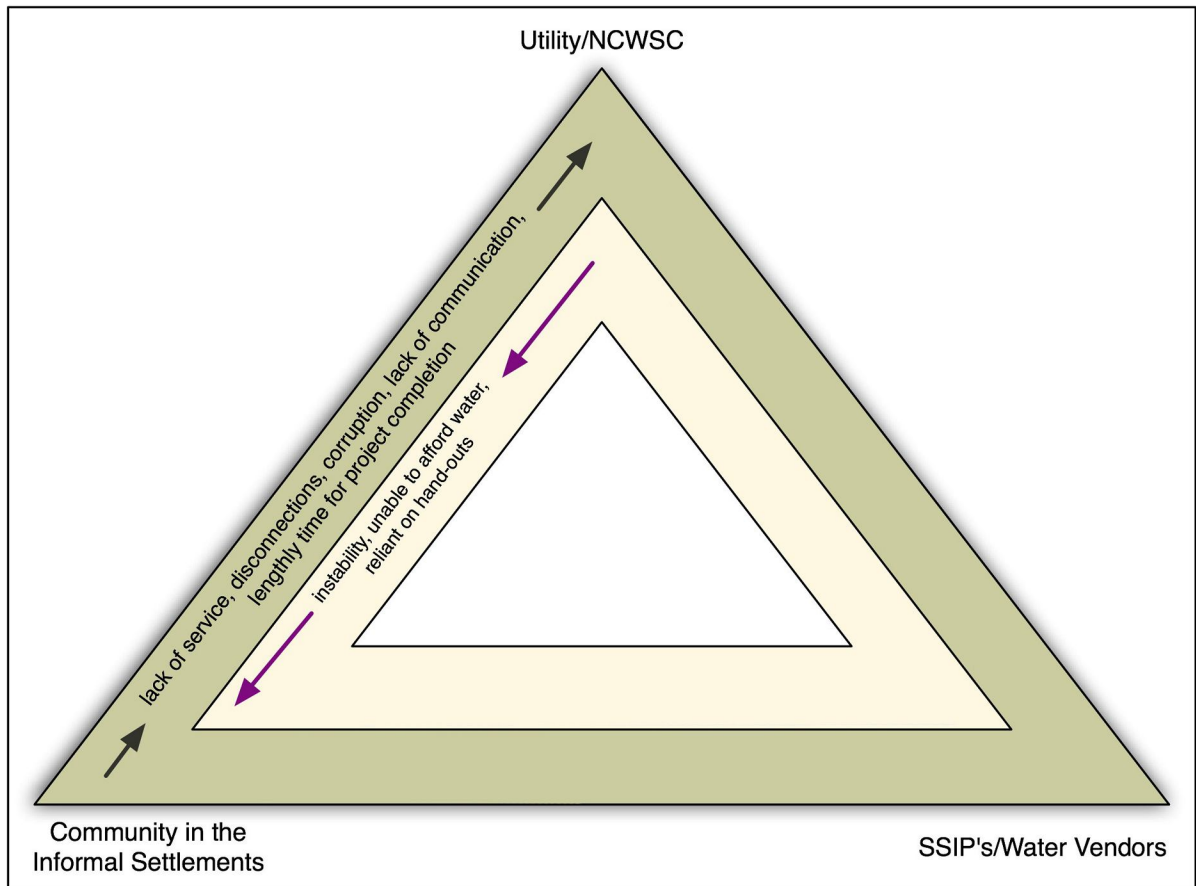 Utility/NCWSC
lack of service, disconnections, corruption, lack of communication,
lengthly time for project completion
instability, unable to afford water,
reliant on hand-outs
Community in the
Informal Settlements
SSIP's/Water Vendors